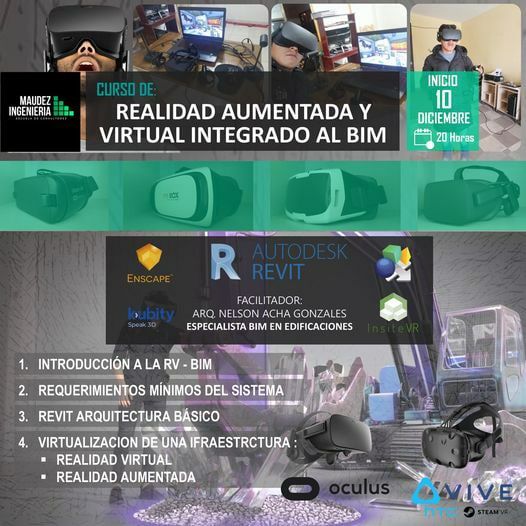 CURSO DE:
MAUDEZ
INGENIERIA
ESCUELA DE CONSULTORES
REALIDAD AUMENTADA Y
VIRTUAL INTEGRADO AL BIM
INICIO
10
DICIEMBRE
20 Horas
ENSCAPE™
R AUTODESK
REVIT
FACILITADOR:
ARQ. NELSON ACHA GONZALES
ESPECIALISTA BIM EN EDIFICACIONES
kubity
Speak 3D
InsiteVR
1. INTRODUCCIÓN A LA RV - BIM
2. REQUERIMIENTOS MÍNIMOS DEL SISTEMA
3. REVIT ARQUITECTURA BÁSICO
4. VIRTUALIZACION DE UNA IFRAESTRCTURA :
▪ REALIDAD VIRTUAL
▪ REALIDAD AUMENTADA
oculus
VIVE
htc
STEAM®VR